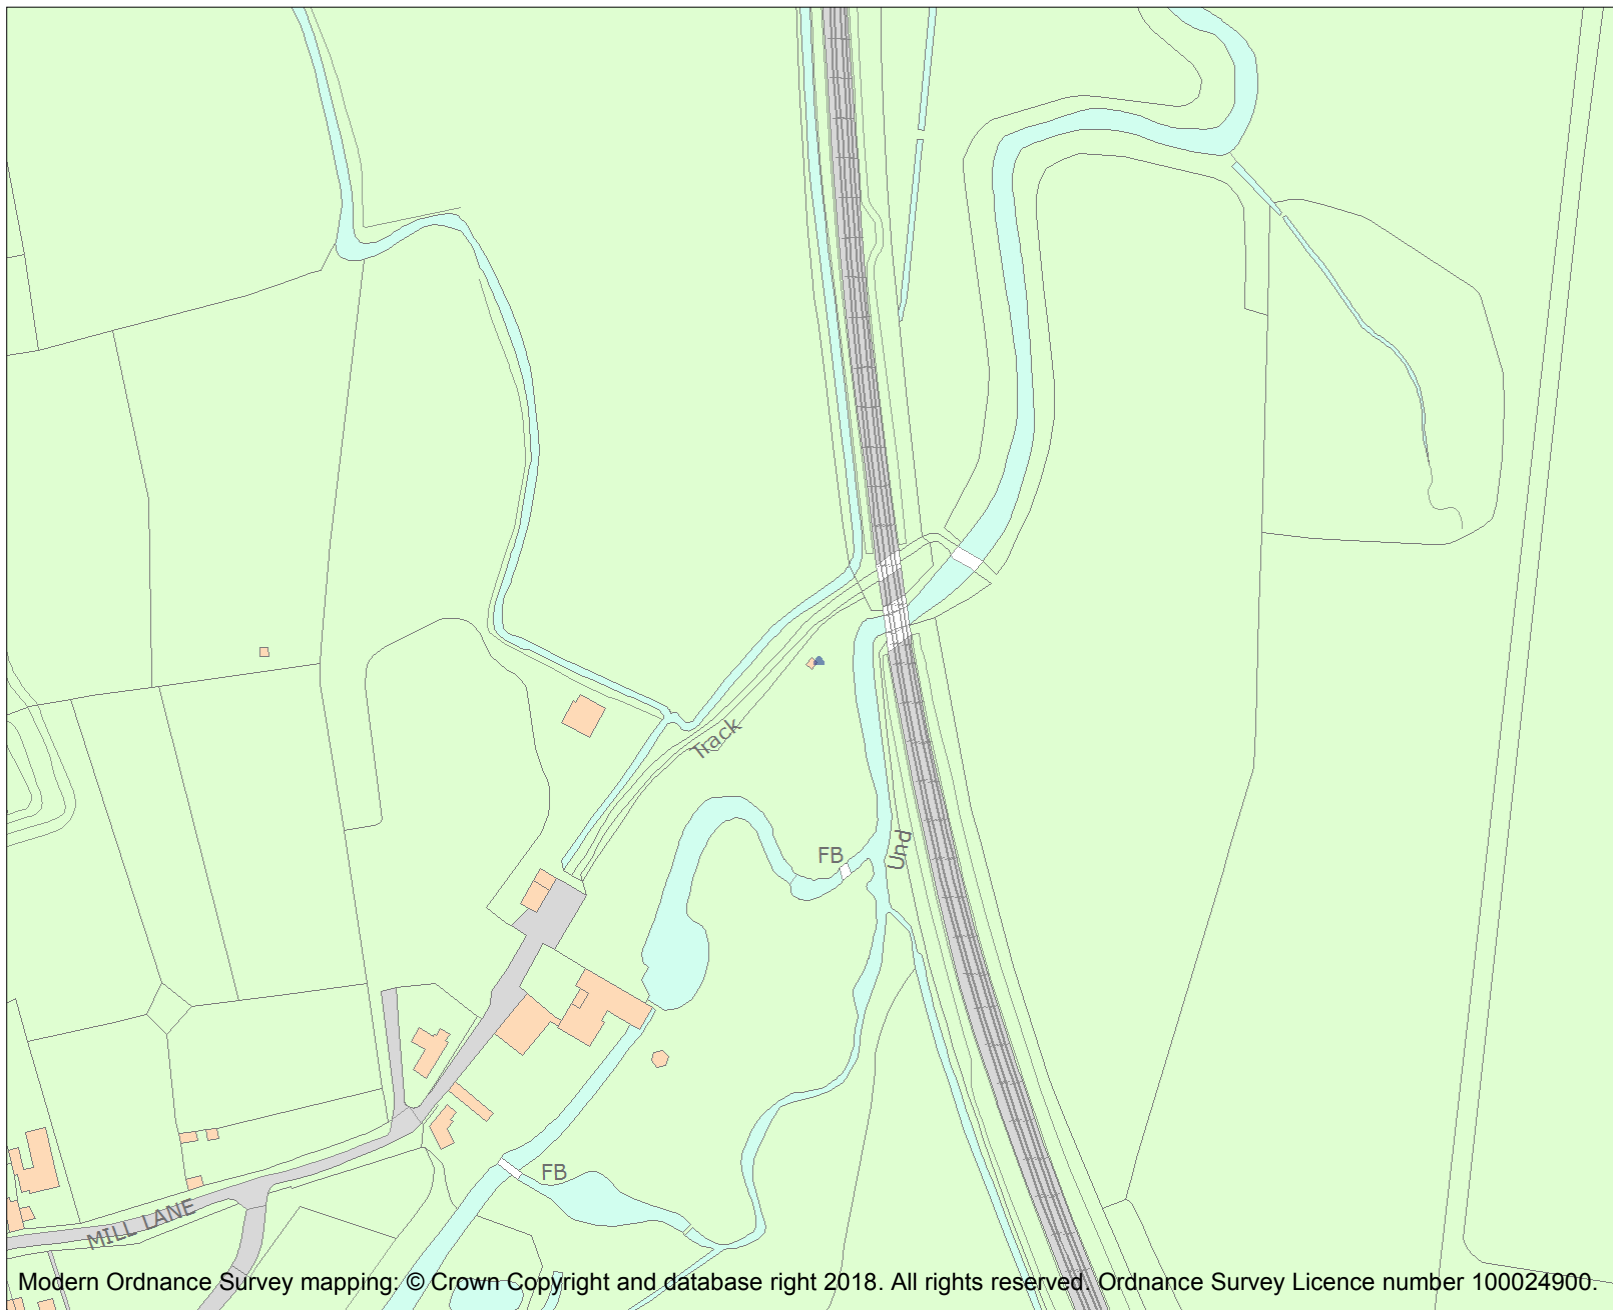 Track
FB
Und
FB
MILL LANE
Modern Ordnance Survey mapping: © Crown Copyright and database right 2018. All rights reserved. Ordnance Survey Licence number 100024900.